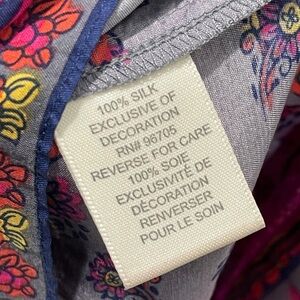 100% SILK
EXCLUSIVE OF
DECORATION
RN# 96705
REVERSE FOR CARE
100% SOIE
EXCLUSIVITÉ DE
DÉCORATION
RENVERSER
POUR LE SOIN